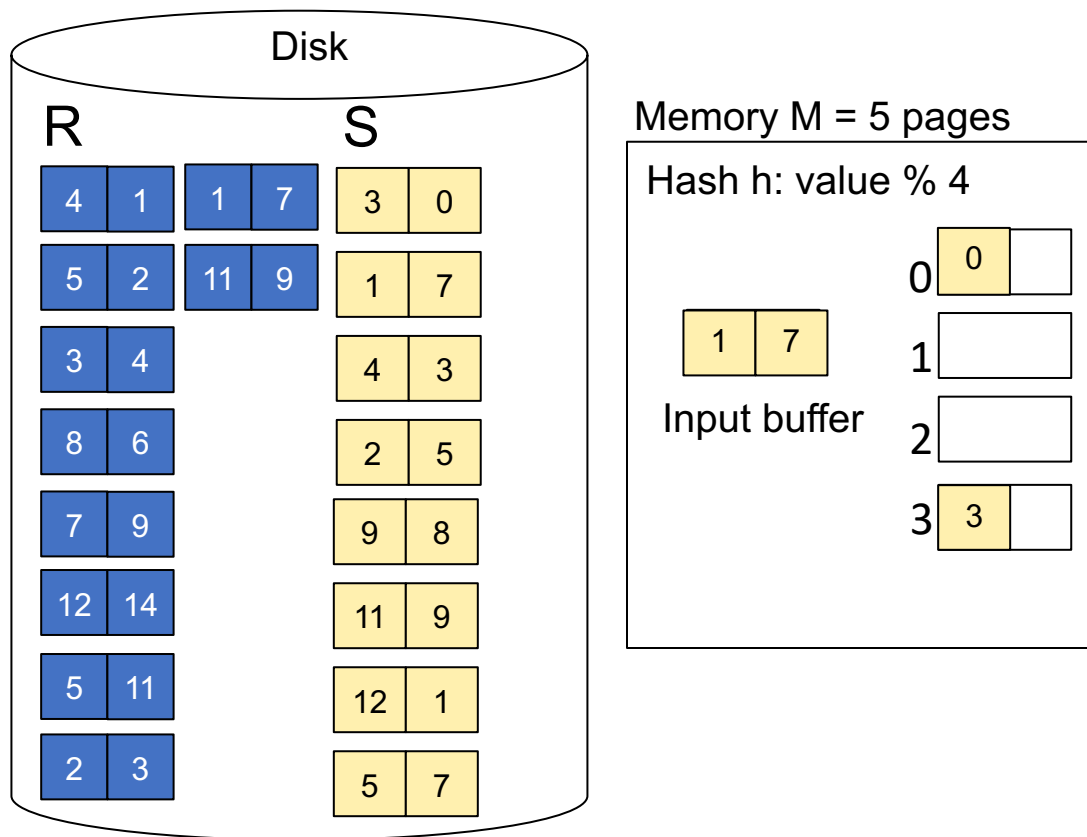 Disk
R S
4 1 1 7 3 0
5 2 11 9 1 7
3 4 4 3
8 6 2 5
7 9 9 8
12 14 11 9
5 11 12 1
2 3 5 7
Memory M = 5 pages
Hash h: value % 4
0 0
1 7
1
Input buffer
2
3 3